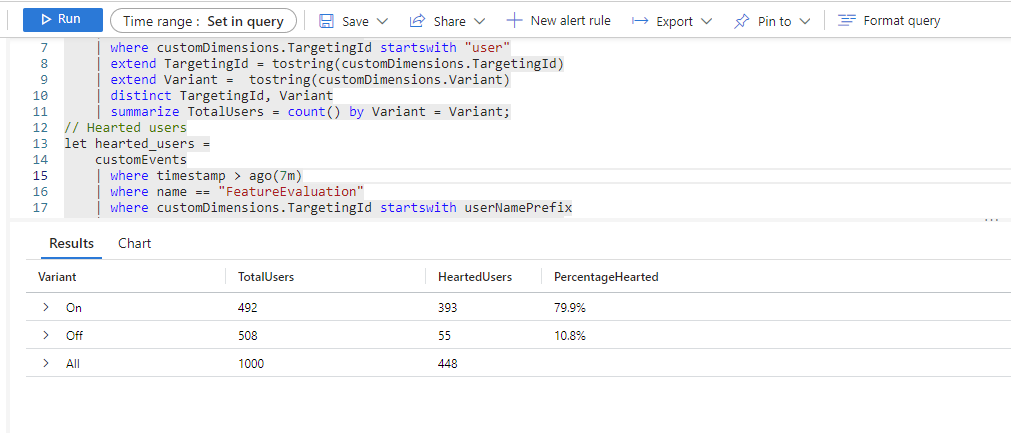 Run Time range : Set in query Save Share New alert rule Export Pin to Format query
7 | where customDimensions.TargetingId startswith "user"
8 | extend TargetingId = tostring(customDimensions.TargetingId)
9 | extend Variant =  tostring(customDimensions.Variant)
10 | distinct TargetingId, Variant
11 | summarize TotalUsers = count() by Variant = Variant;
12 // Hearted users
13 let hearted_users =
14 customEvents
15 | where timestamp > ago(7m)
16 | where name == "FeatureEvaluation"
17 | where customDimensions.TargetingId startswith userNamePrefix
Results Chart
Variant TotalUsers HeartedUsers PercentageHearted
On 492 393 79.9%
Off 508 55 10.8%
All 1000 448